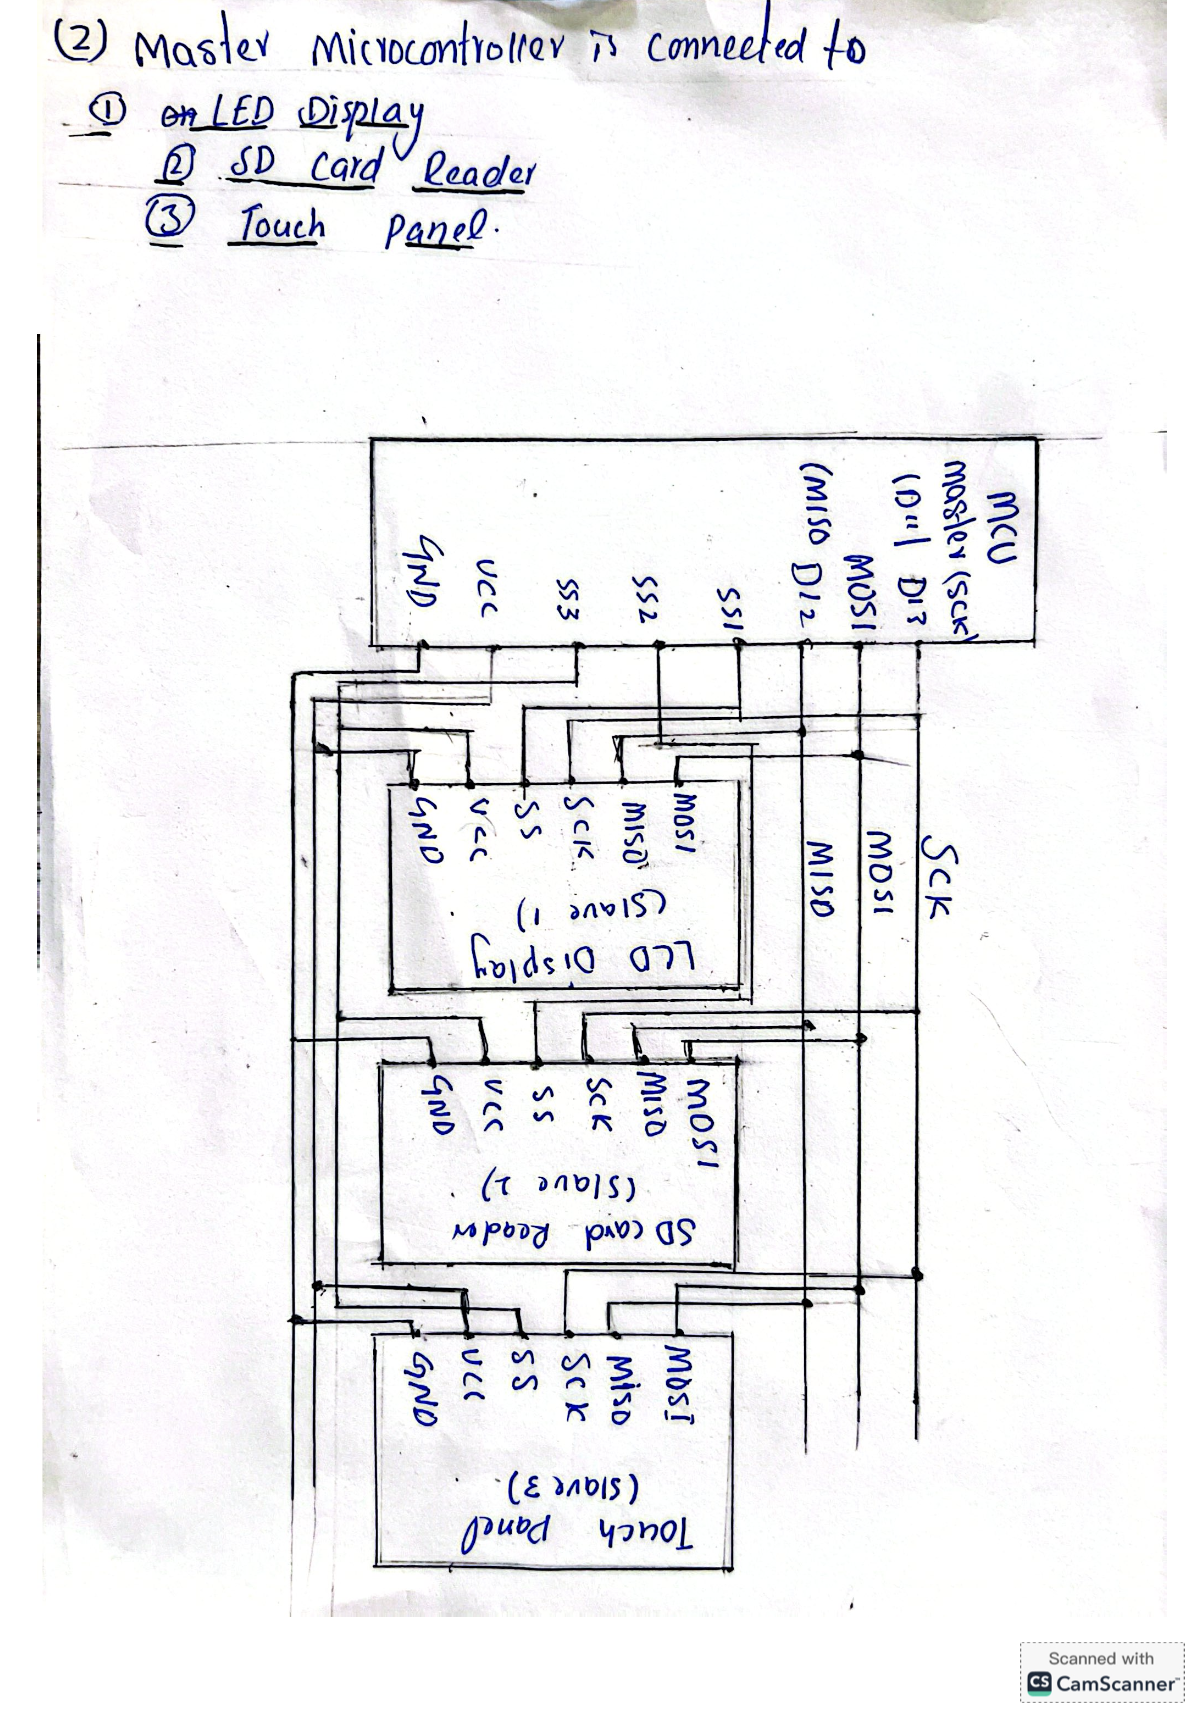 (2) Master Microcontroller is connected to
① LED Display
② SD Card Reader
③ Touch Panel.
MCU
Master (SCK)
D13
MOSI
(MISO D12
SS1
SS2
SS3
VCC
GND
SCK
MOSI
MISO
MOSI
MISO
SCK
SS
VCC
GND
(Slave 1)
LCD Display
MOSI
MISO
SCK
SS
VCC
GND
(Slave 2)
SD card Reader
MOSI
MISO
SCK
SS
VCC
GND
(Slave 3)
Touch Panel
Scanned with
CS CamScanner